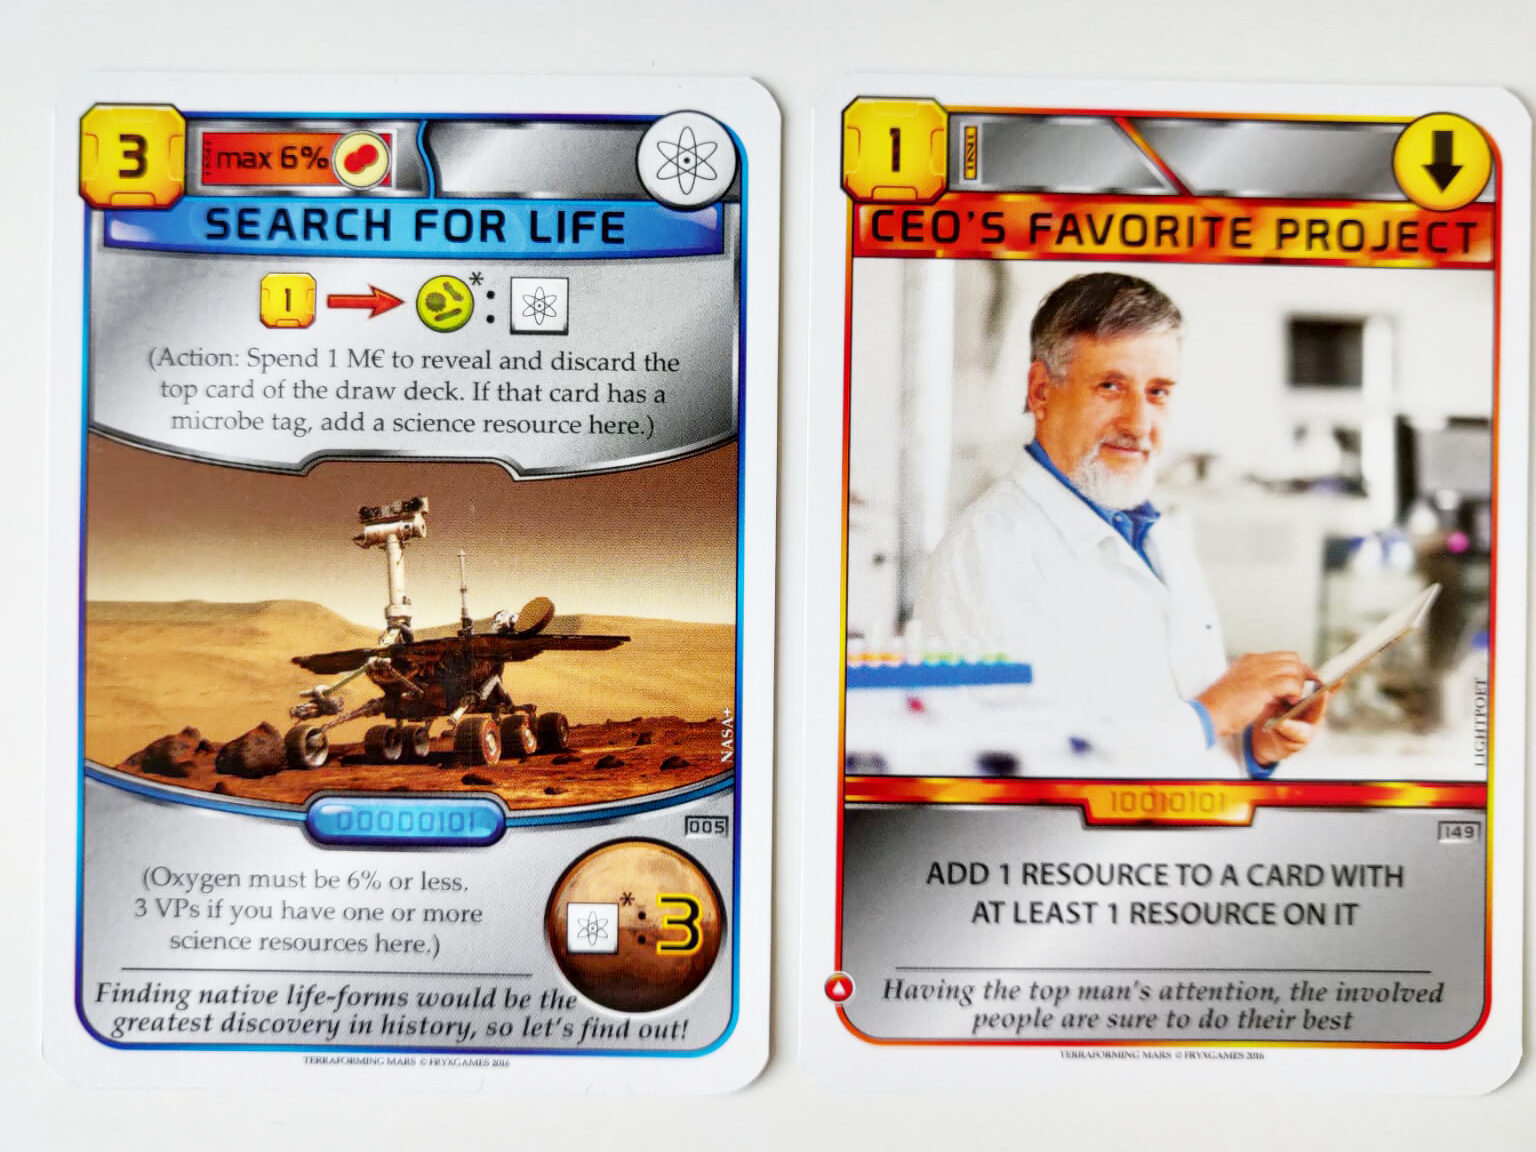 3
max 6%
SEARCH FOR LIFE
1 → * :
(Action: Spend 1 M€ to reveal and discard the
top card of the draw deck. If that card has a
microbe tag, add a science resource here.)
NASA+
00000101
005
(Oxygen must be 6% or less.
3 VPs if you have one or more
science resources here.)
* : 3
Finding native life-forms would be the
greatest discovery in history, so let's find out!
TERRAFORMING MARS © FRYXGAMES 2016
1
CEO'S FAVORITE PROJECT
LIGHTPOET
10010101
149
ADD 1 RESOURCE TO A CARD WITH
AT LEAST 1 RESOURCE ON IT
Having the top man's attention, the involved
people are sure to do their best
TERRAFORMING MARS © FRYXGAMES 2016